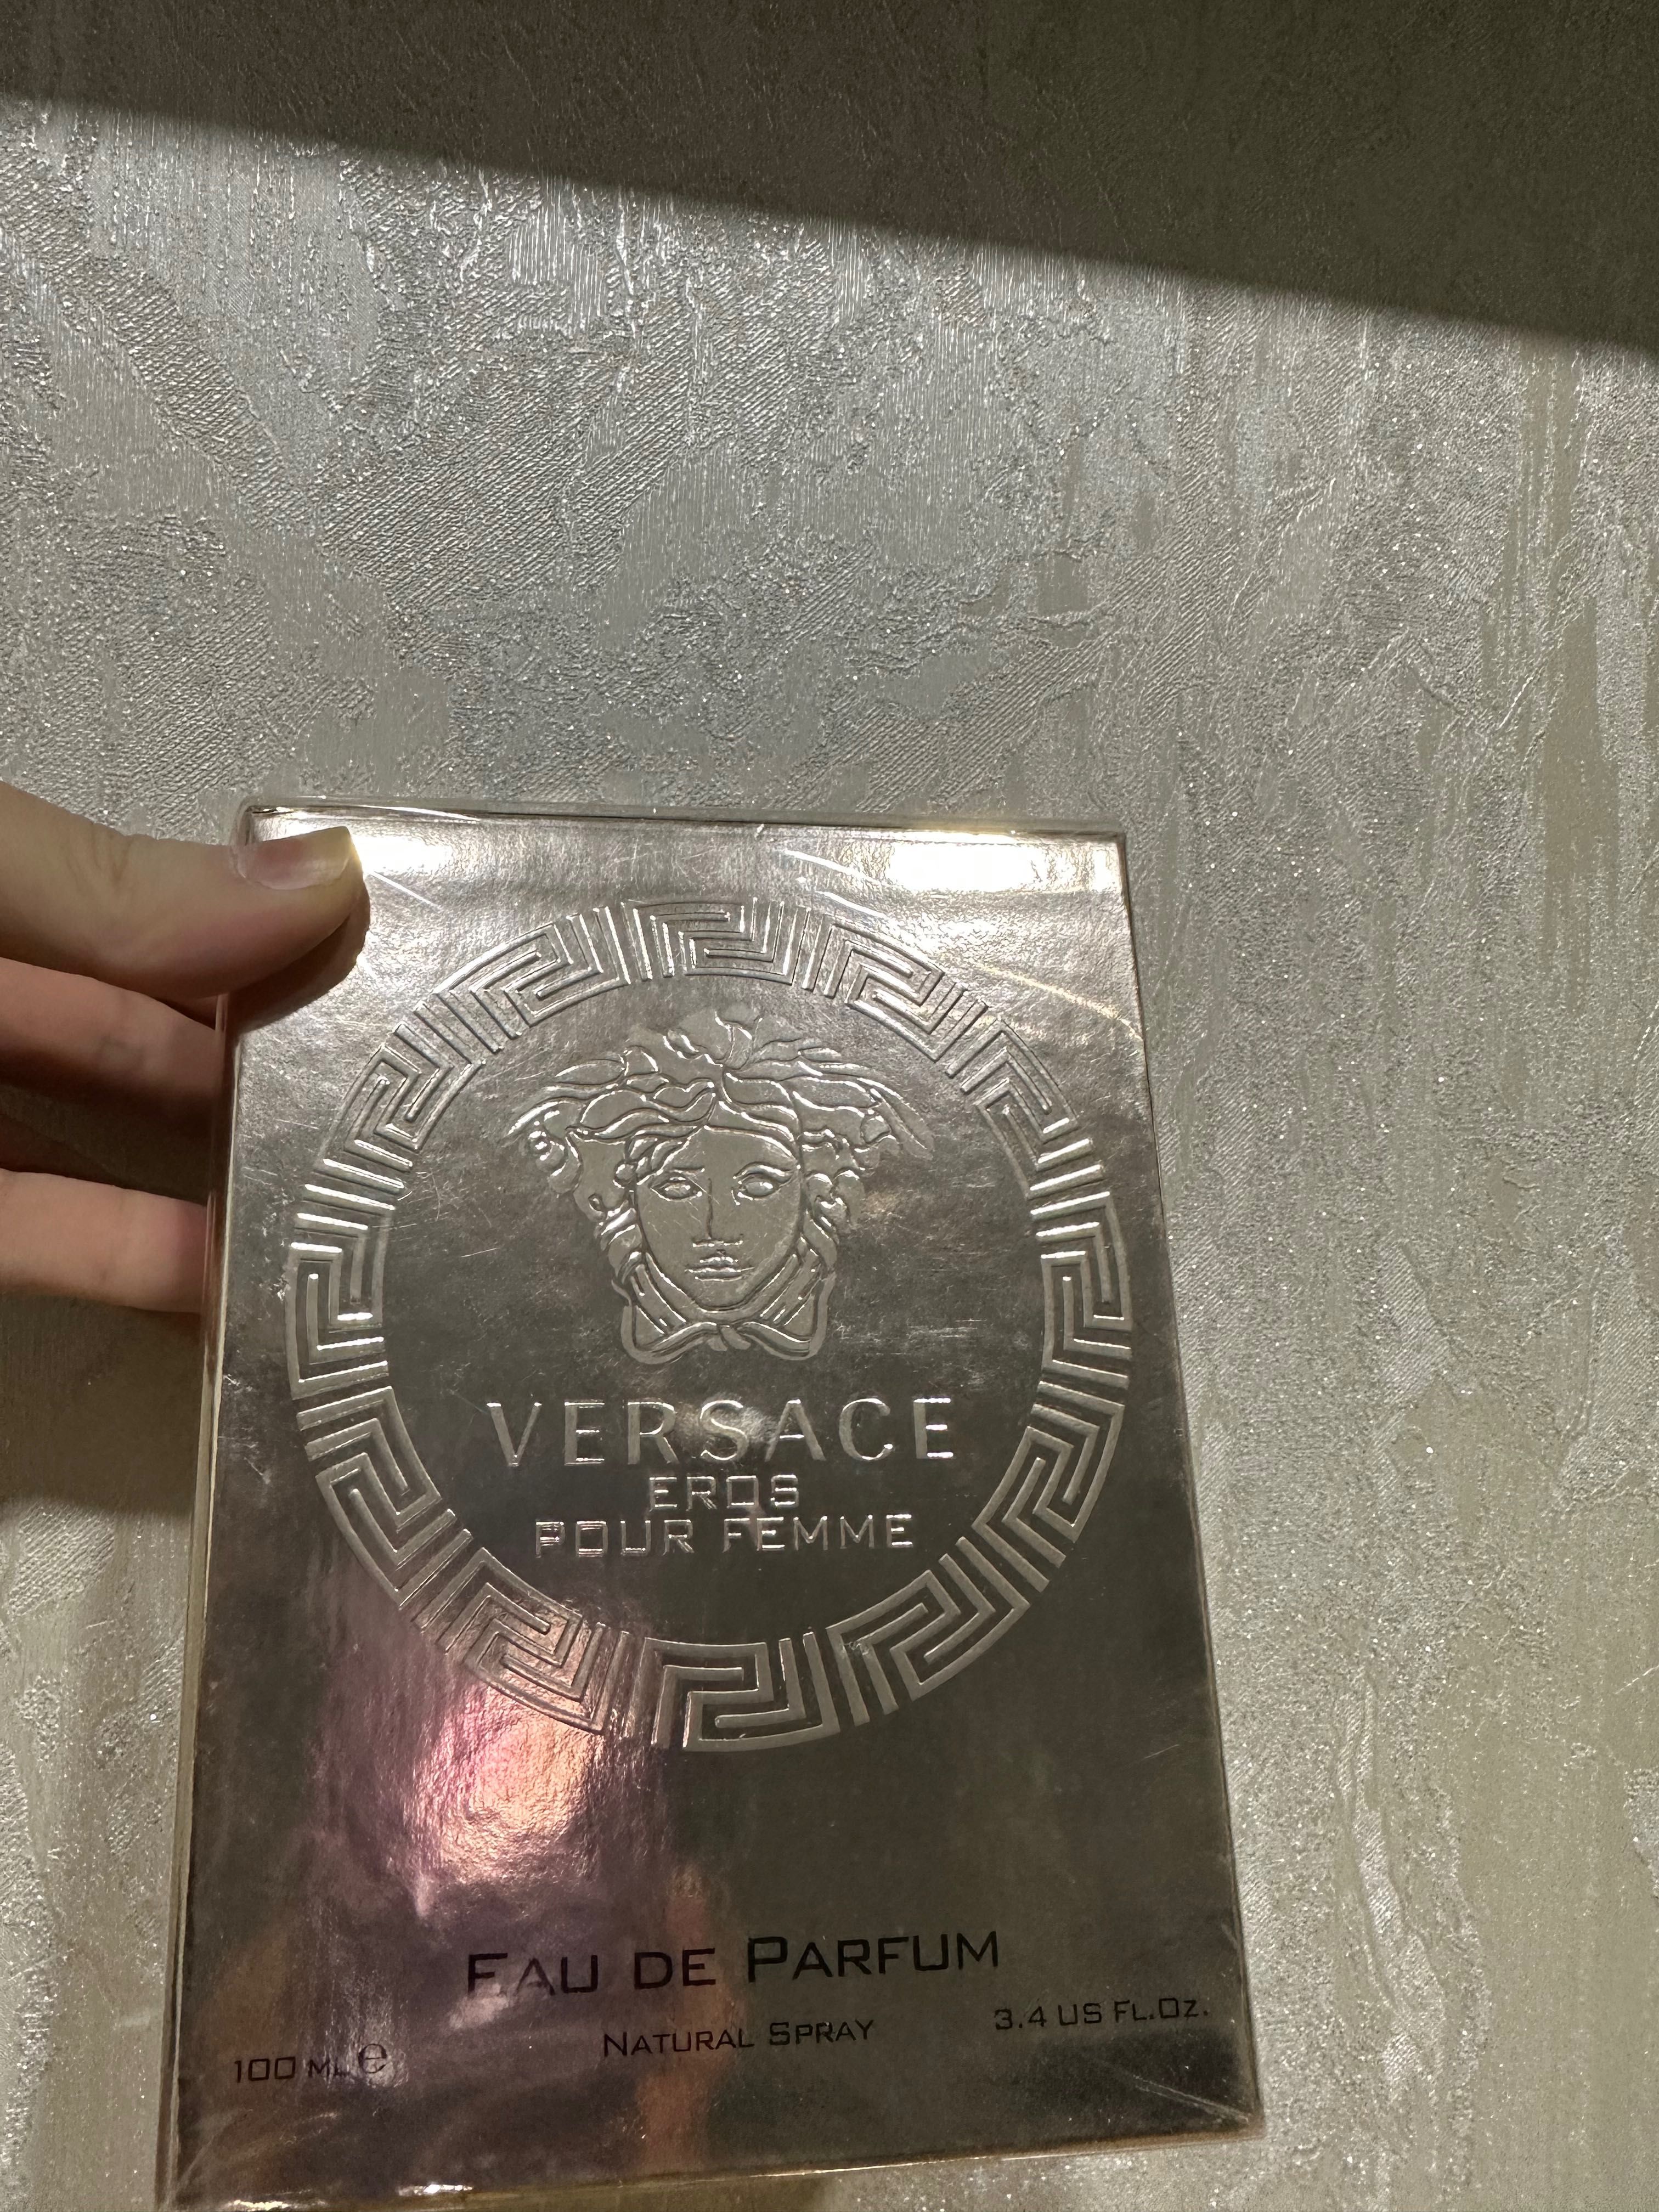 VERSACE
EROS
POUR FEMME
EAU DE PARFUM
NATURAL SPRAY
100 ML e
3.4 US FL.OZ.